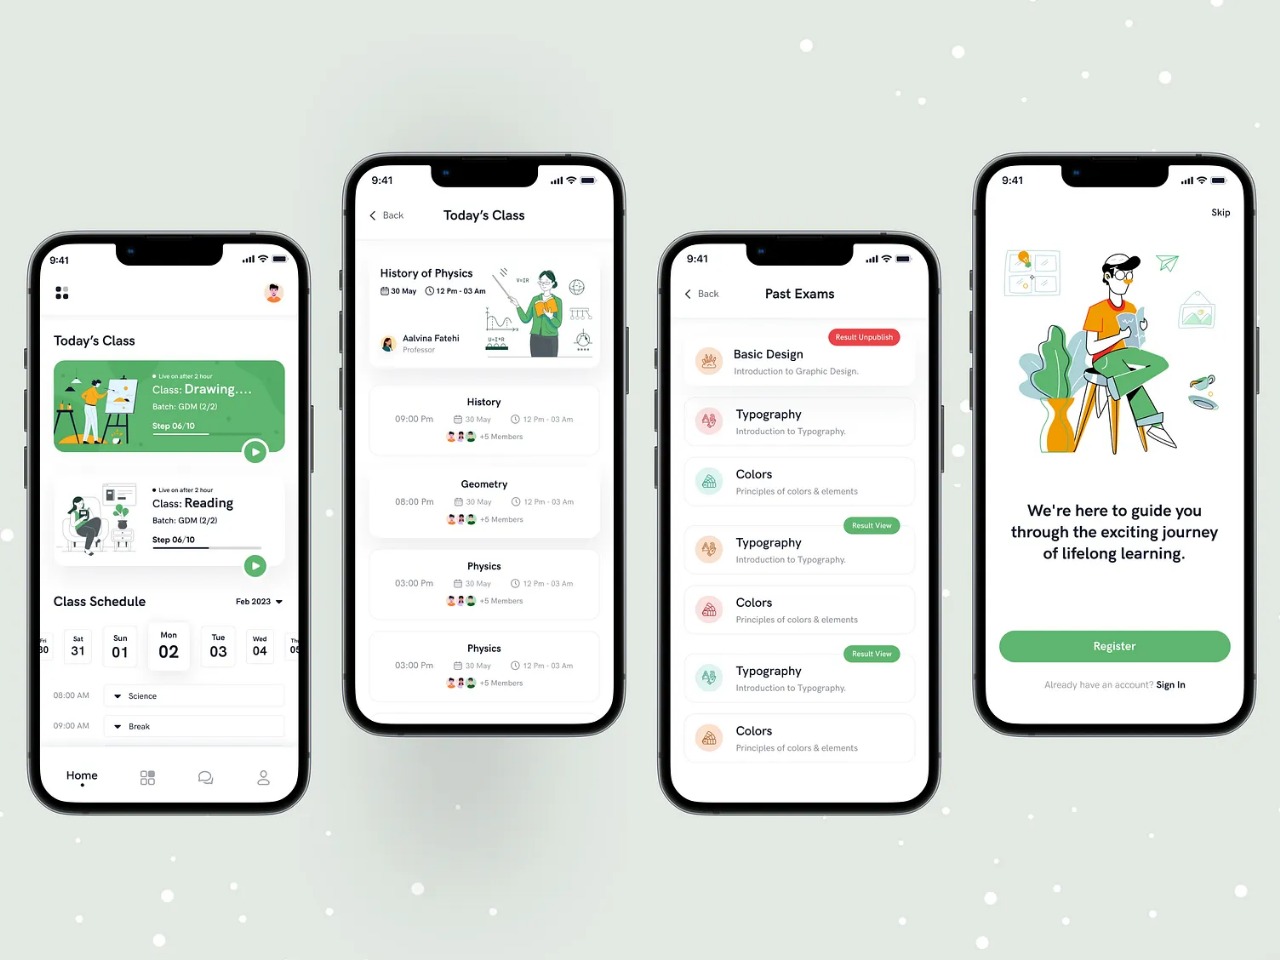 9:41
Today's Class
Live on after 2 hour
Class: Drawing....
Batch: GDM (2/2)
Step 06/10
Live on after 2 hour
Class: Reading
Batch: GDM (2/2)
Step 06/10
Class Schedule
Feb 2023
Fri Sat Sun Mon Tue Wed Thu
30 31 01 02 03 04 05
08:00 AM Science
09:00 AM Break
Home
9:41
Back Today's Class
History of Physics
30 May 12 Pm - 03 Am
V=IR
Aalvina Fatehi
Professor
U=I*R
History
09:00 Pm 30 May 12 Pm - 03 Am
+5 Members
Geometry
08:00 Pm 30 May 12 Pm - 03 Am
+5 Members
Physics
03:00 Pm 30 May 12 Pm - 03 Am
+5 Members
Physics
03:00 Pm 30 May 12 Pm - 03 Am
+5 Members
9:41
Back Past Exams
Result Unpublish
Basic Design
Introduction to Graphic Design.
Typography
Introduction to Typography.
Colors
Principles of colors & elements
Result View
Typography
Introduction to Typography.
Colors
Principles of colors & elements
Result View
Typography
Introduction to Typography.
Colors
Principles of colors & elements
9:41
Skip
We're here to guide you
through the exciting journey
of lifelong learning.
Register
Already have an account? Sign In